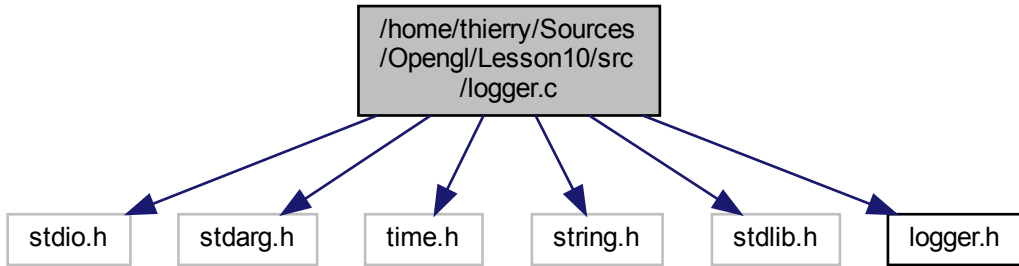 /home/thierry/Sources
/Opengl/Lesson10/src
/logger.c
stdio.h
stdarg.h
time.h
string.h
stdlib.h
logger.h